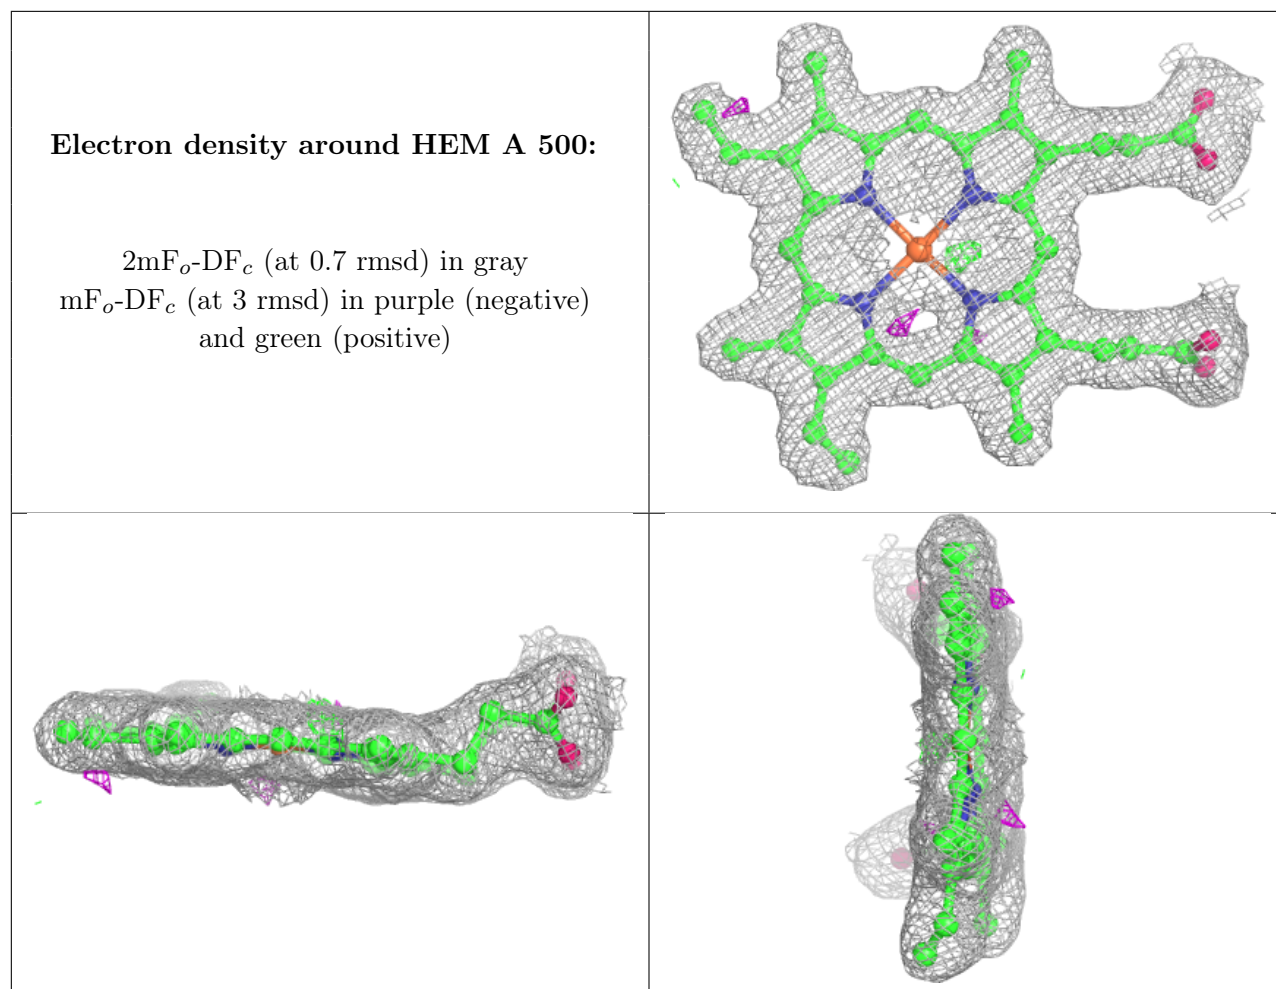 Electron density around HEM A 500:
2mFo-DFc (at 0.7 rmsd) in gray
mFo-DFc (at 3 rmsd) in purple (negative)
and green (positive)